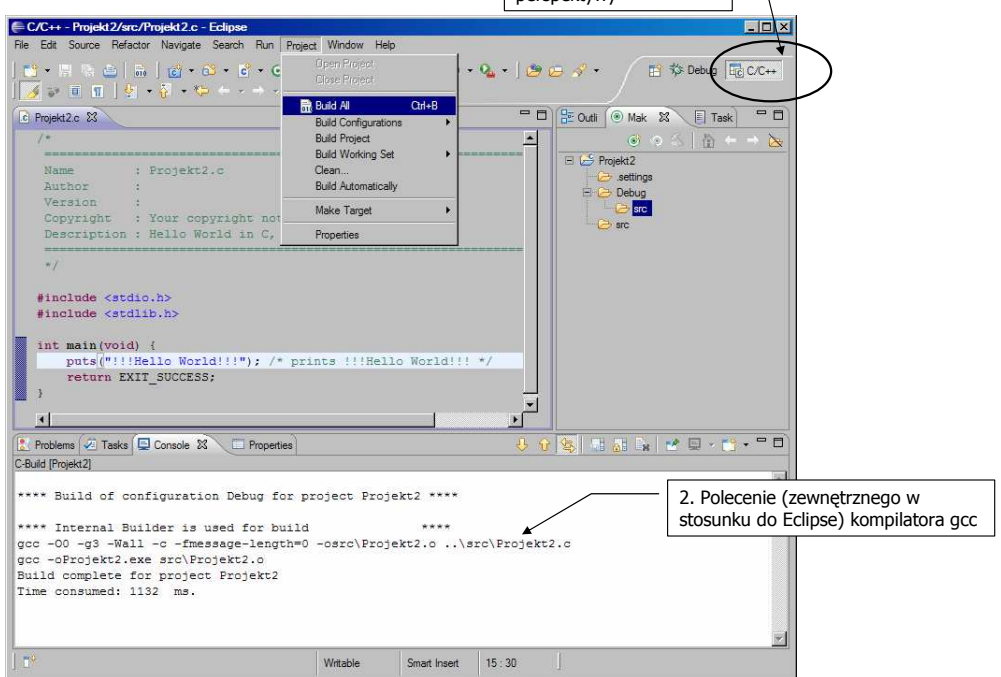 perspektywy
C/C++ - Projekt2/src/Projekt2.c - Eclipse
File Edit Source Refactor Navigate Search Run Project Window Help
Open Project
Close Project
Build All Ctrl+B
Build Configurations
Build Project
Build Working Set
Clean...
Build Automatically
Make Target
Properties
Debug C/C++
Projekt2.c
/*
============================================================
Name : Projekt2.c
Author :
Version :
Copyright : Your copyright not
Description : Hello World in C,
============================================================
*/
#include <stdio.h>
#include <stdlib.h>
int main(void) {
puts("!!!Hello World!!!"); /* prints !!!Hello World!!! */
return EXIT_SUCCESS;
}
Outli Mak Task
Projekt2
.settings
Debug
src
src
Problems Tasks Console Properties
C-Build [Projekt2]
**** Build of configuration Debug for project Projekt2 ****
**** Internal Builder is used for build ****
gcc -O0 -g3 -Wall -c -fmessage-length=0 -osrc\Projekt2.o ..\src\Projekt2.c
gcc -oProjekt2.exe src\Projekt2.o
Build complete for project Projekt2
Time consumed: 1132 ms.
2. Polecenie (zewnętrznego w
stosunku do Eclipse) kompilatora gcc
Writable Smart Insert 15 : 30